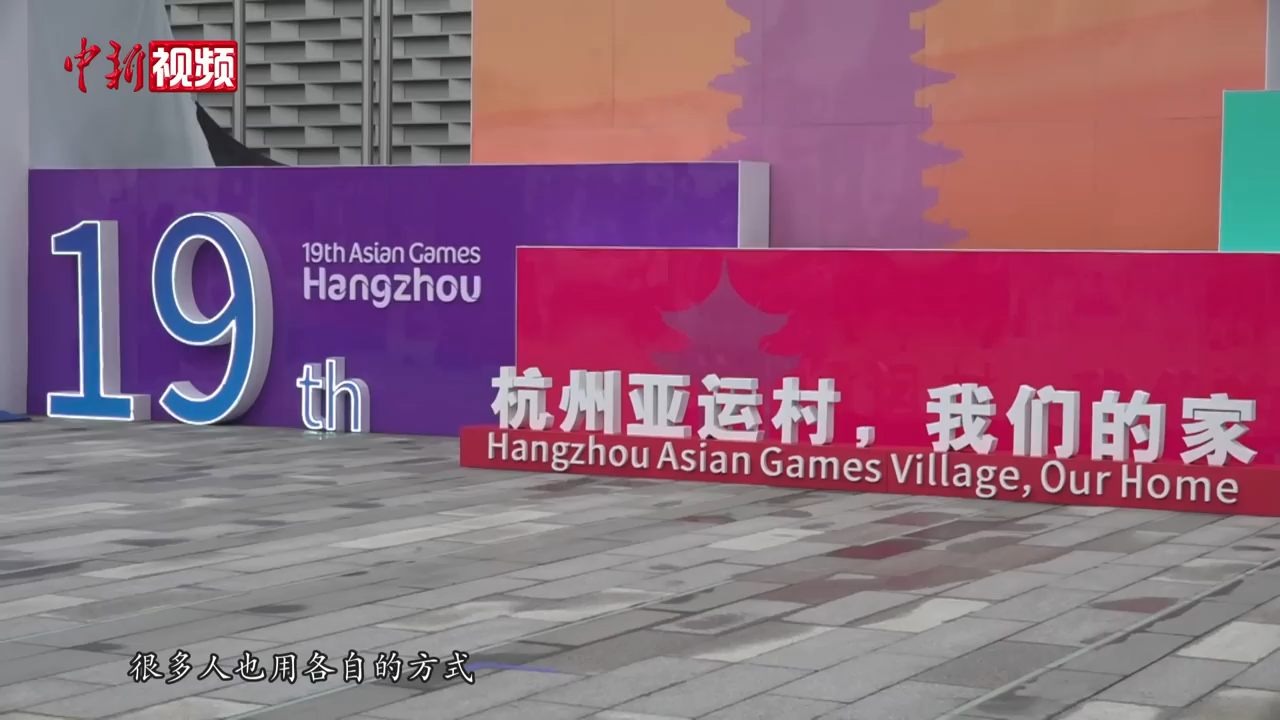 中新视频
19th
19th Asian Games
Hangzhou
杭州亚运村，我们的家
Hangzhou Asian Games Village, Our Home
很多人也用各自的方式